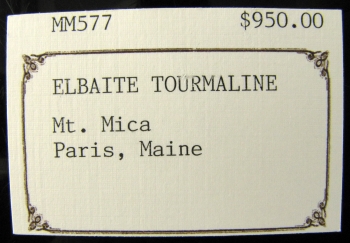 MM577 $950.00
ELBAITE TOURMALINE
Mt. Mica
Paris, Maine